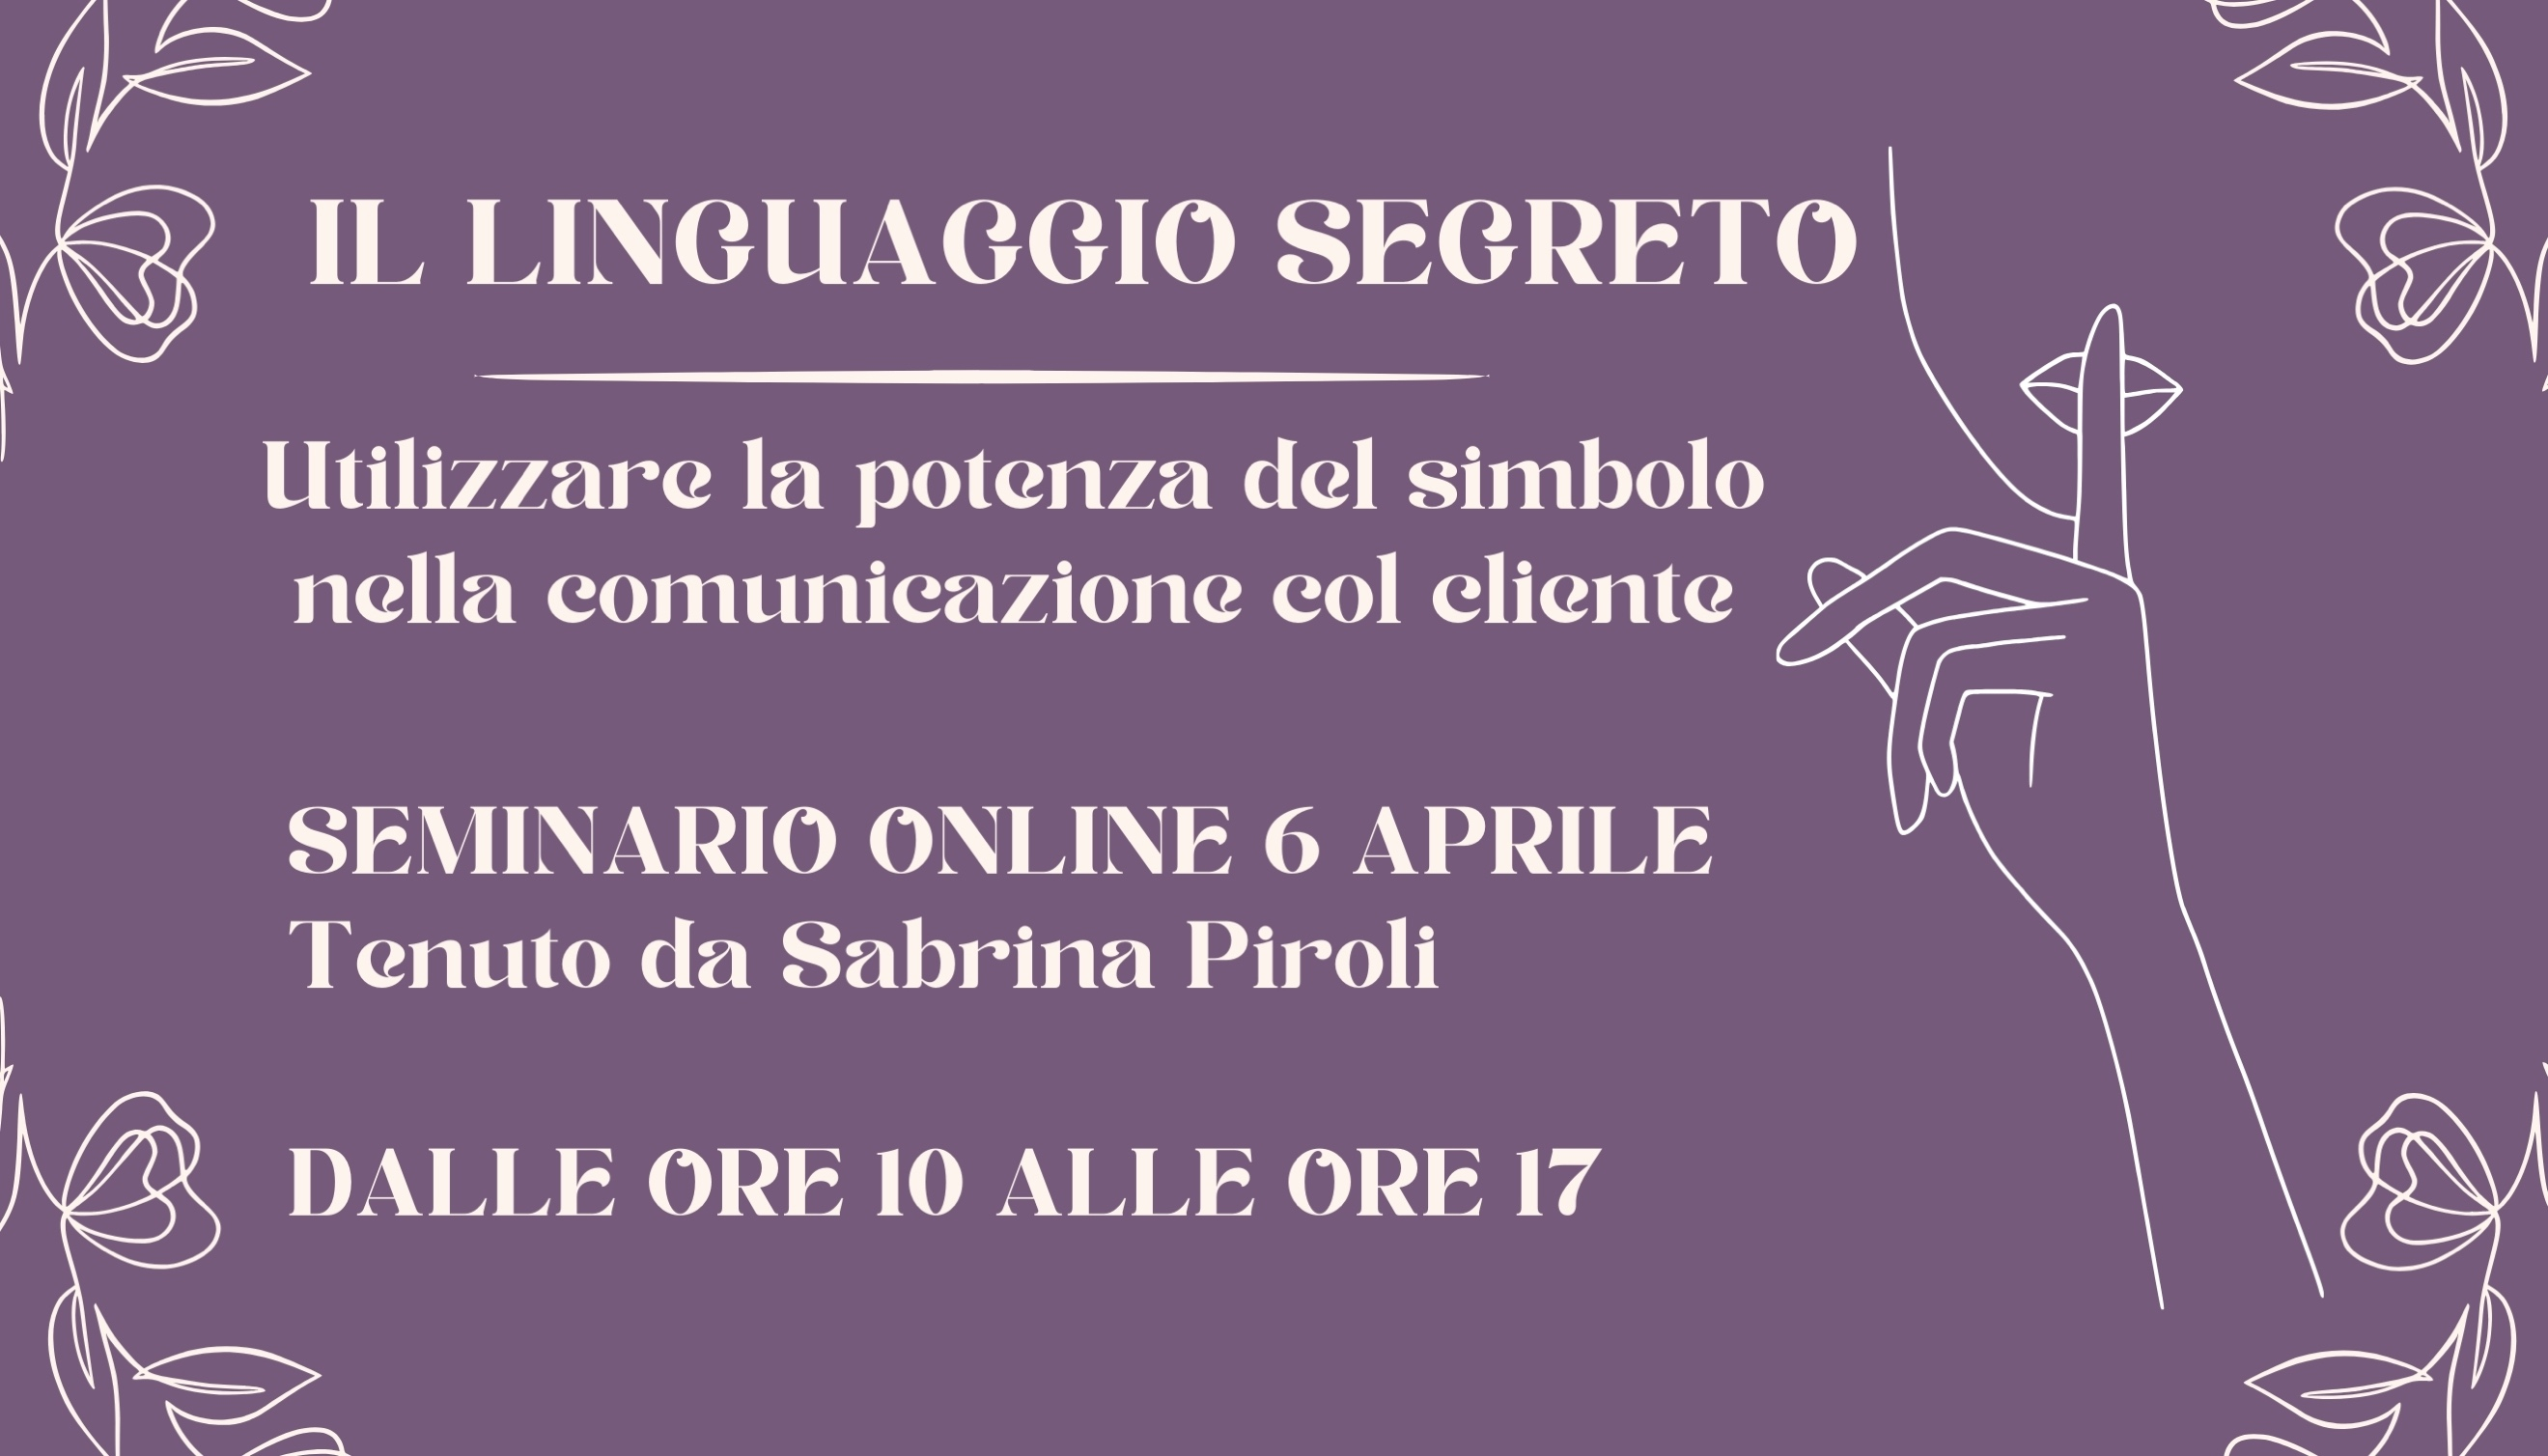 IL LINGUAGGIO SEGRETO
Utilizzare la potenza del simbolo
nella comunicazione col cliente
SEMINARIO ONLINE 6 APRILE
Tenuto da Sabrina Piroli
DALLE ORE 10 ALLE ORE 17